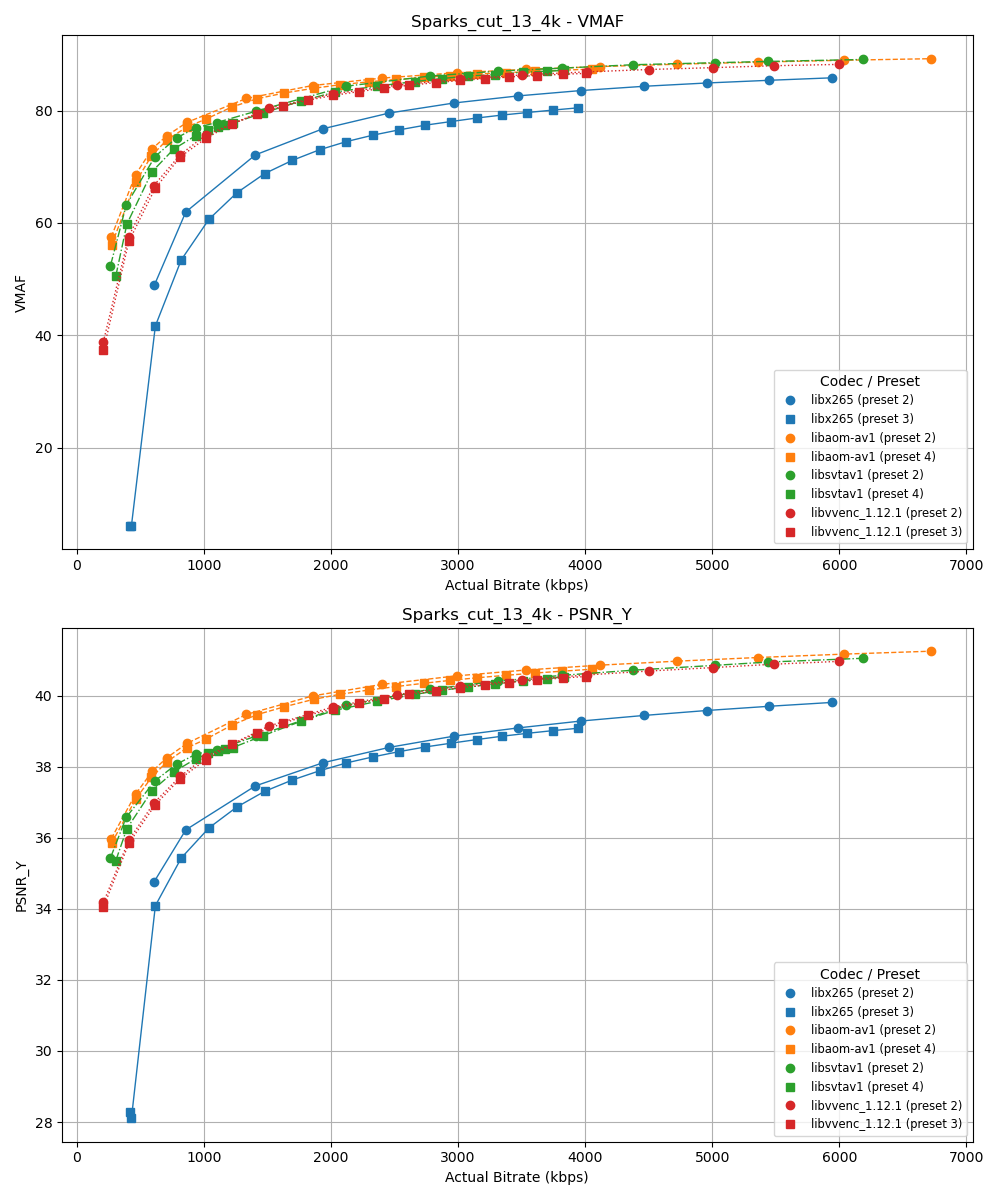 Sparks_cut_13_4k - VMAF
80
60
40
20
VMAF
0 1000 2000 3000 4000 5000 6000 7000
Actual Bitrate (kbps)
Codec / Preset
libx265 (preset 2)
libx265 (preset 3)
libaom-av1 (preset 2)
libaom-av1 (preset 4)
libsvtav1 (preset 2)
libsvtav1 (preset 4)
libvvenc_1.12.1 (preset 2)
libvvenc_1.12.1 (preset 3)
Sparks_cut_13_4k - PSNR_Y
40
38
36
34
32
30
28
PSNR_Y
0 1000 2000 3000 4000 5000 6000 7000
Actual Bitrate (kbps)
Codec / Preset
libx265 (preset 2)
libx265 (preset 3)
libaom-av1 (preset 2)
libaom-av1 (preset 4)
libsvtav1 (preset 2)
libsvtav1 (preset 4)
libvvenc_1.12.1 (preset 2)
libvvenc_1.12.1 (preset 3)